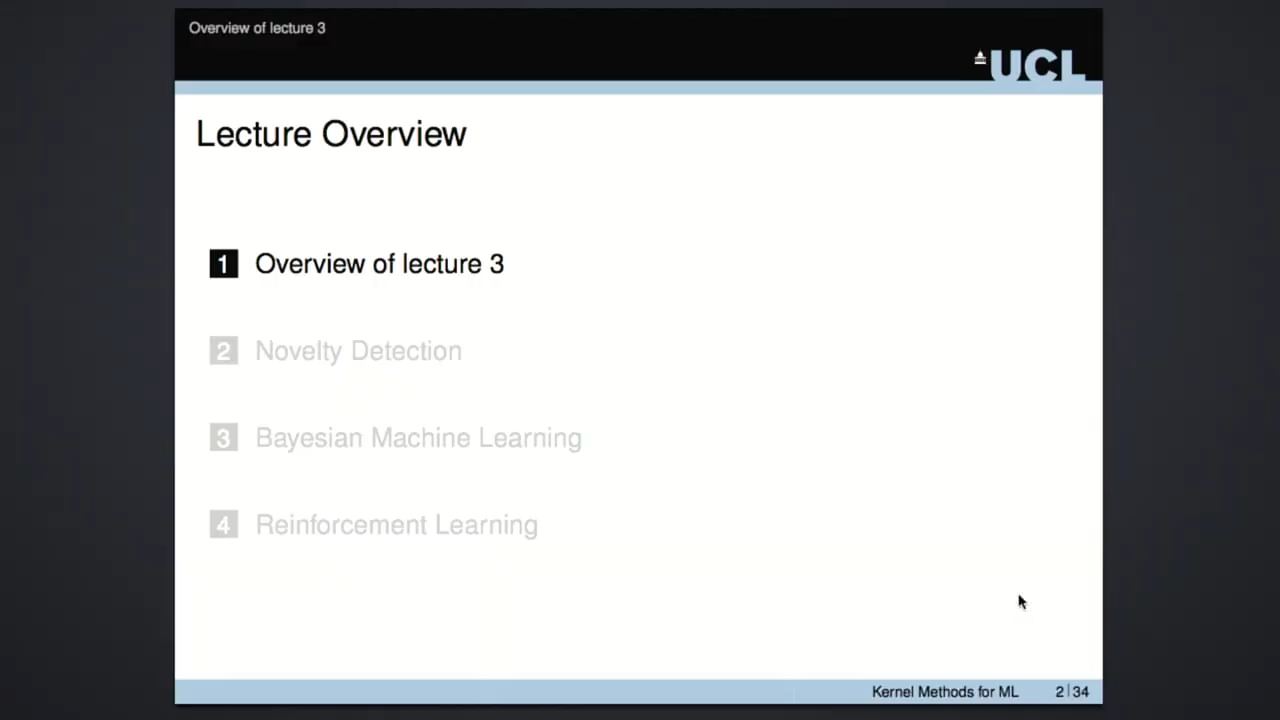 Overview of lecture 3
UCL
Lecture Overview
1 Overview of lecture 3
2 Novelty Detection
3 Bayesian Machine Learning
4 Reinforcement Learning
Kernel Methods for ML 2 | 34